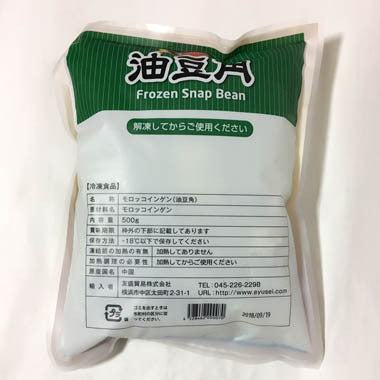 油豆角
Frozen Snap Bean
解凍してからご使用ください
【冷凍食品】
名称 モロッコインゲン(油豆角)
原材料名 モロッコインゲン
内容量 500g
賞味期限 枠外の下部に記載してあります
保存方法 -18℃以下で保存してください
凍結前の加熱の有無 加熱してありません
加熱調理の必要性 加熱してからご使用ください
原産国名 中国
輸入者 友盛貿易株式会社 TEL: 045-226-2298
横浜市中区太田町2-31-1 URL: http://www.ayusei.com
プラ
2018/09/19